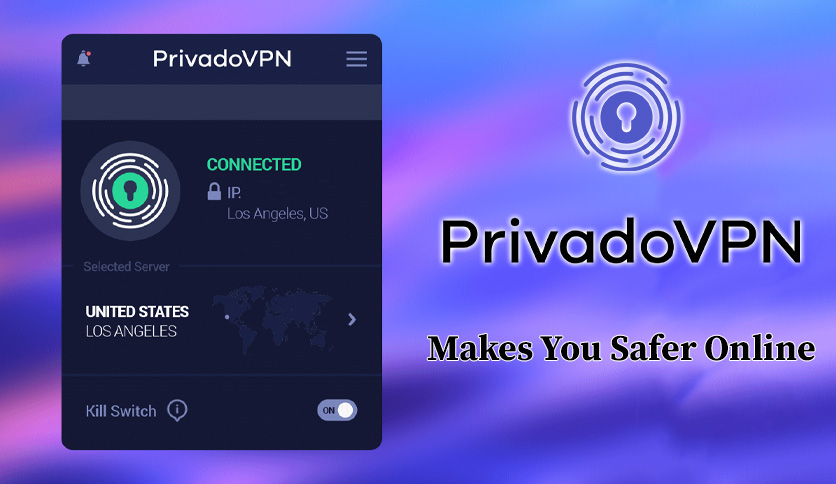 PrivadoVPN
CONNECTED
IP.
Los Angeles, US
Selected Server
UNITED STATES
LOS ANGELES
Kill Switch
ON
PrivadoVPN
Makes You Safer Online